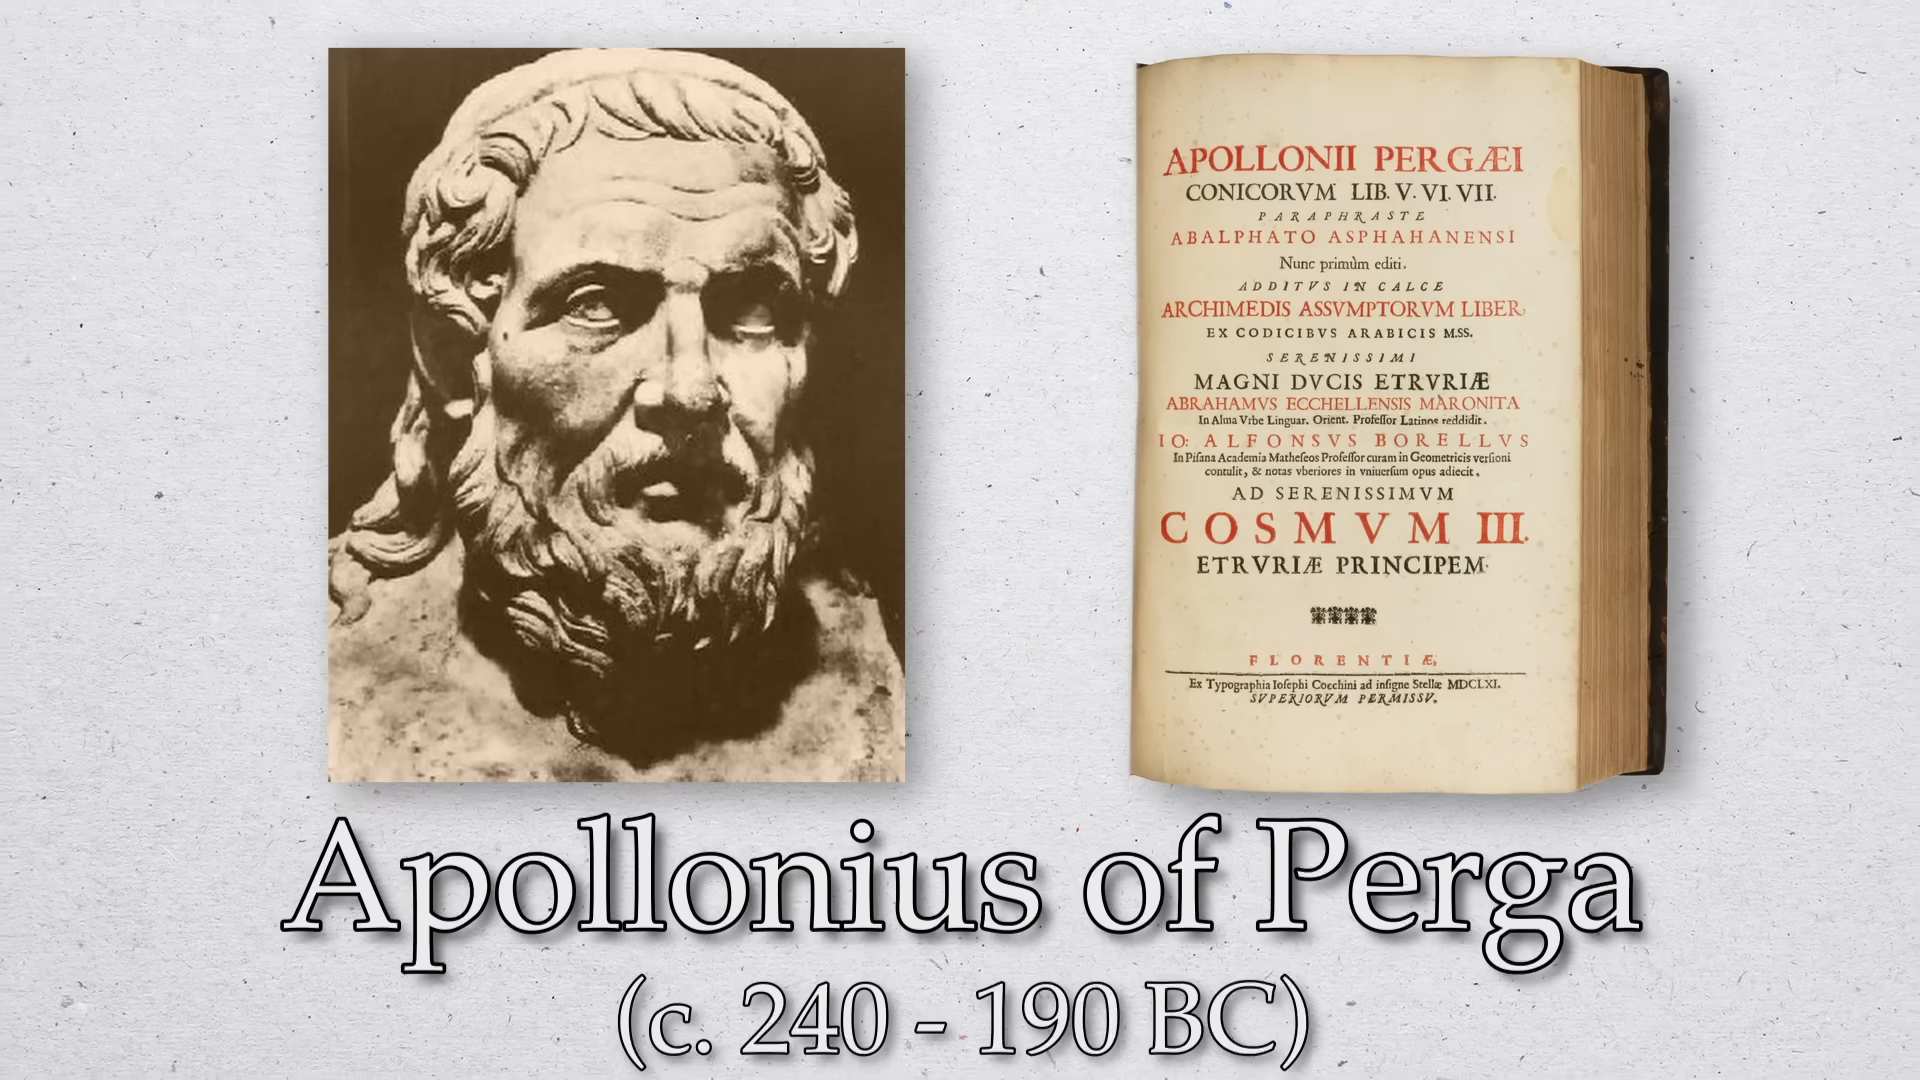 APOLLONII PERGÆI
CONICORVM LIB. V. VI. VII.
PARAPHRASTE
ABALPHATO ASPHAHANENSI
Nunc primùm editi.
ADDITVS IN CALCE
ARCHIMEDIS ASSVMPTORVM LIBER,
EX CODICIBVS ARABICIS M.SS.
SERENISSIMI
MAGNI DVCIS ETRVRIÆ
ABRAHAMVS ECCHELLENSIS MARONITA
In Alma Vrbe Linguar. Orient. Profeſſor Latinos reddidit.
IO: ALFONSVS BORELLVS
In Piſana Academia Matheſeos Profeſſor curam in Geometricis verſioni
contulit, & notas vberiores in vniuerſum opus adiecit.
AD SERENISSIMVM
COSMVM III.
ETRVRIÆ PRINCIPEM.
FLORENTIÆ,
Ex Typographia Ioſephi Cocchini ad inſigne Stellæ MDCLXI.
SVPERIORVM PERMISSV.
Apollonius of Perga
(c. 240 - 190 BC)